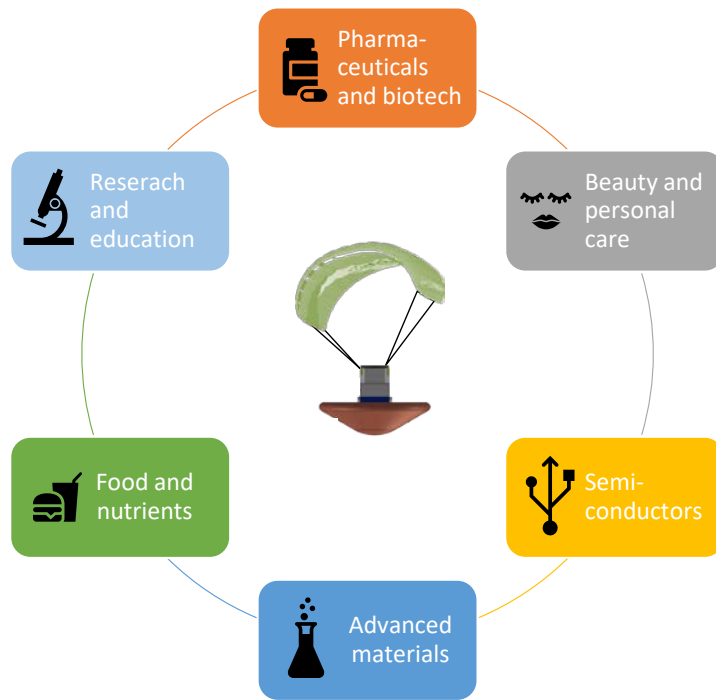 Pharma-
ceuticals
and biotech
Reserach
and
education
Beauty and
personal
care
Food and
nutrients
Semi-
conductors
Advanced
materials